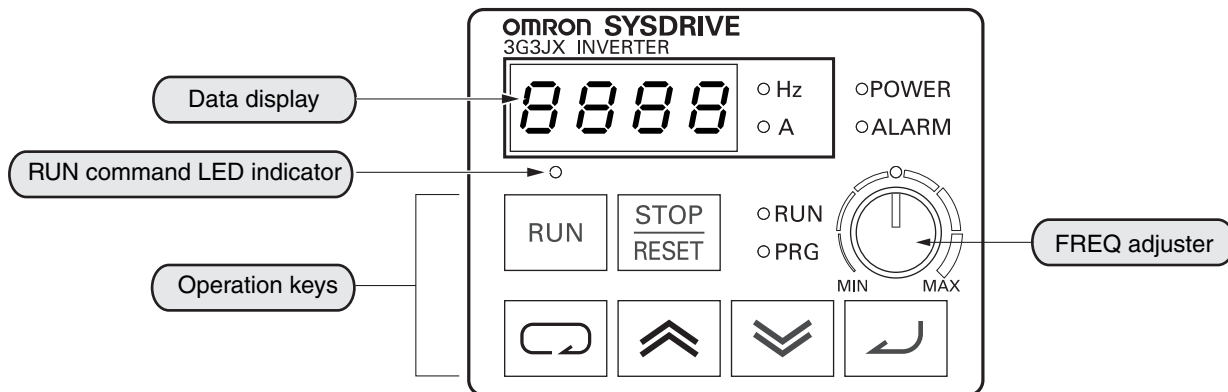 OMRON SYSDRIVE
3G3JX INVERTER
Data display
8888
Hz
POWER
A
ALARM
RUN command LED indicator
RUN
STOP
RESET
RUN
PRG
FREQ adjuster
Operation keys
MIN
MAX